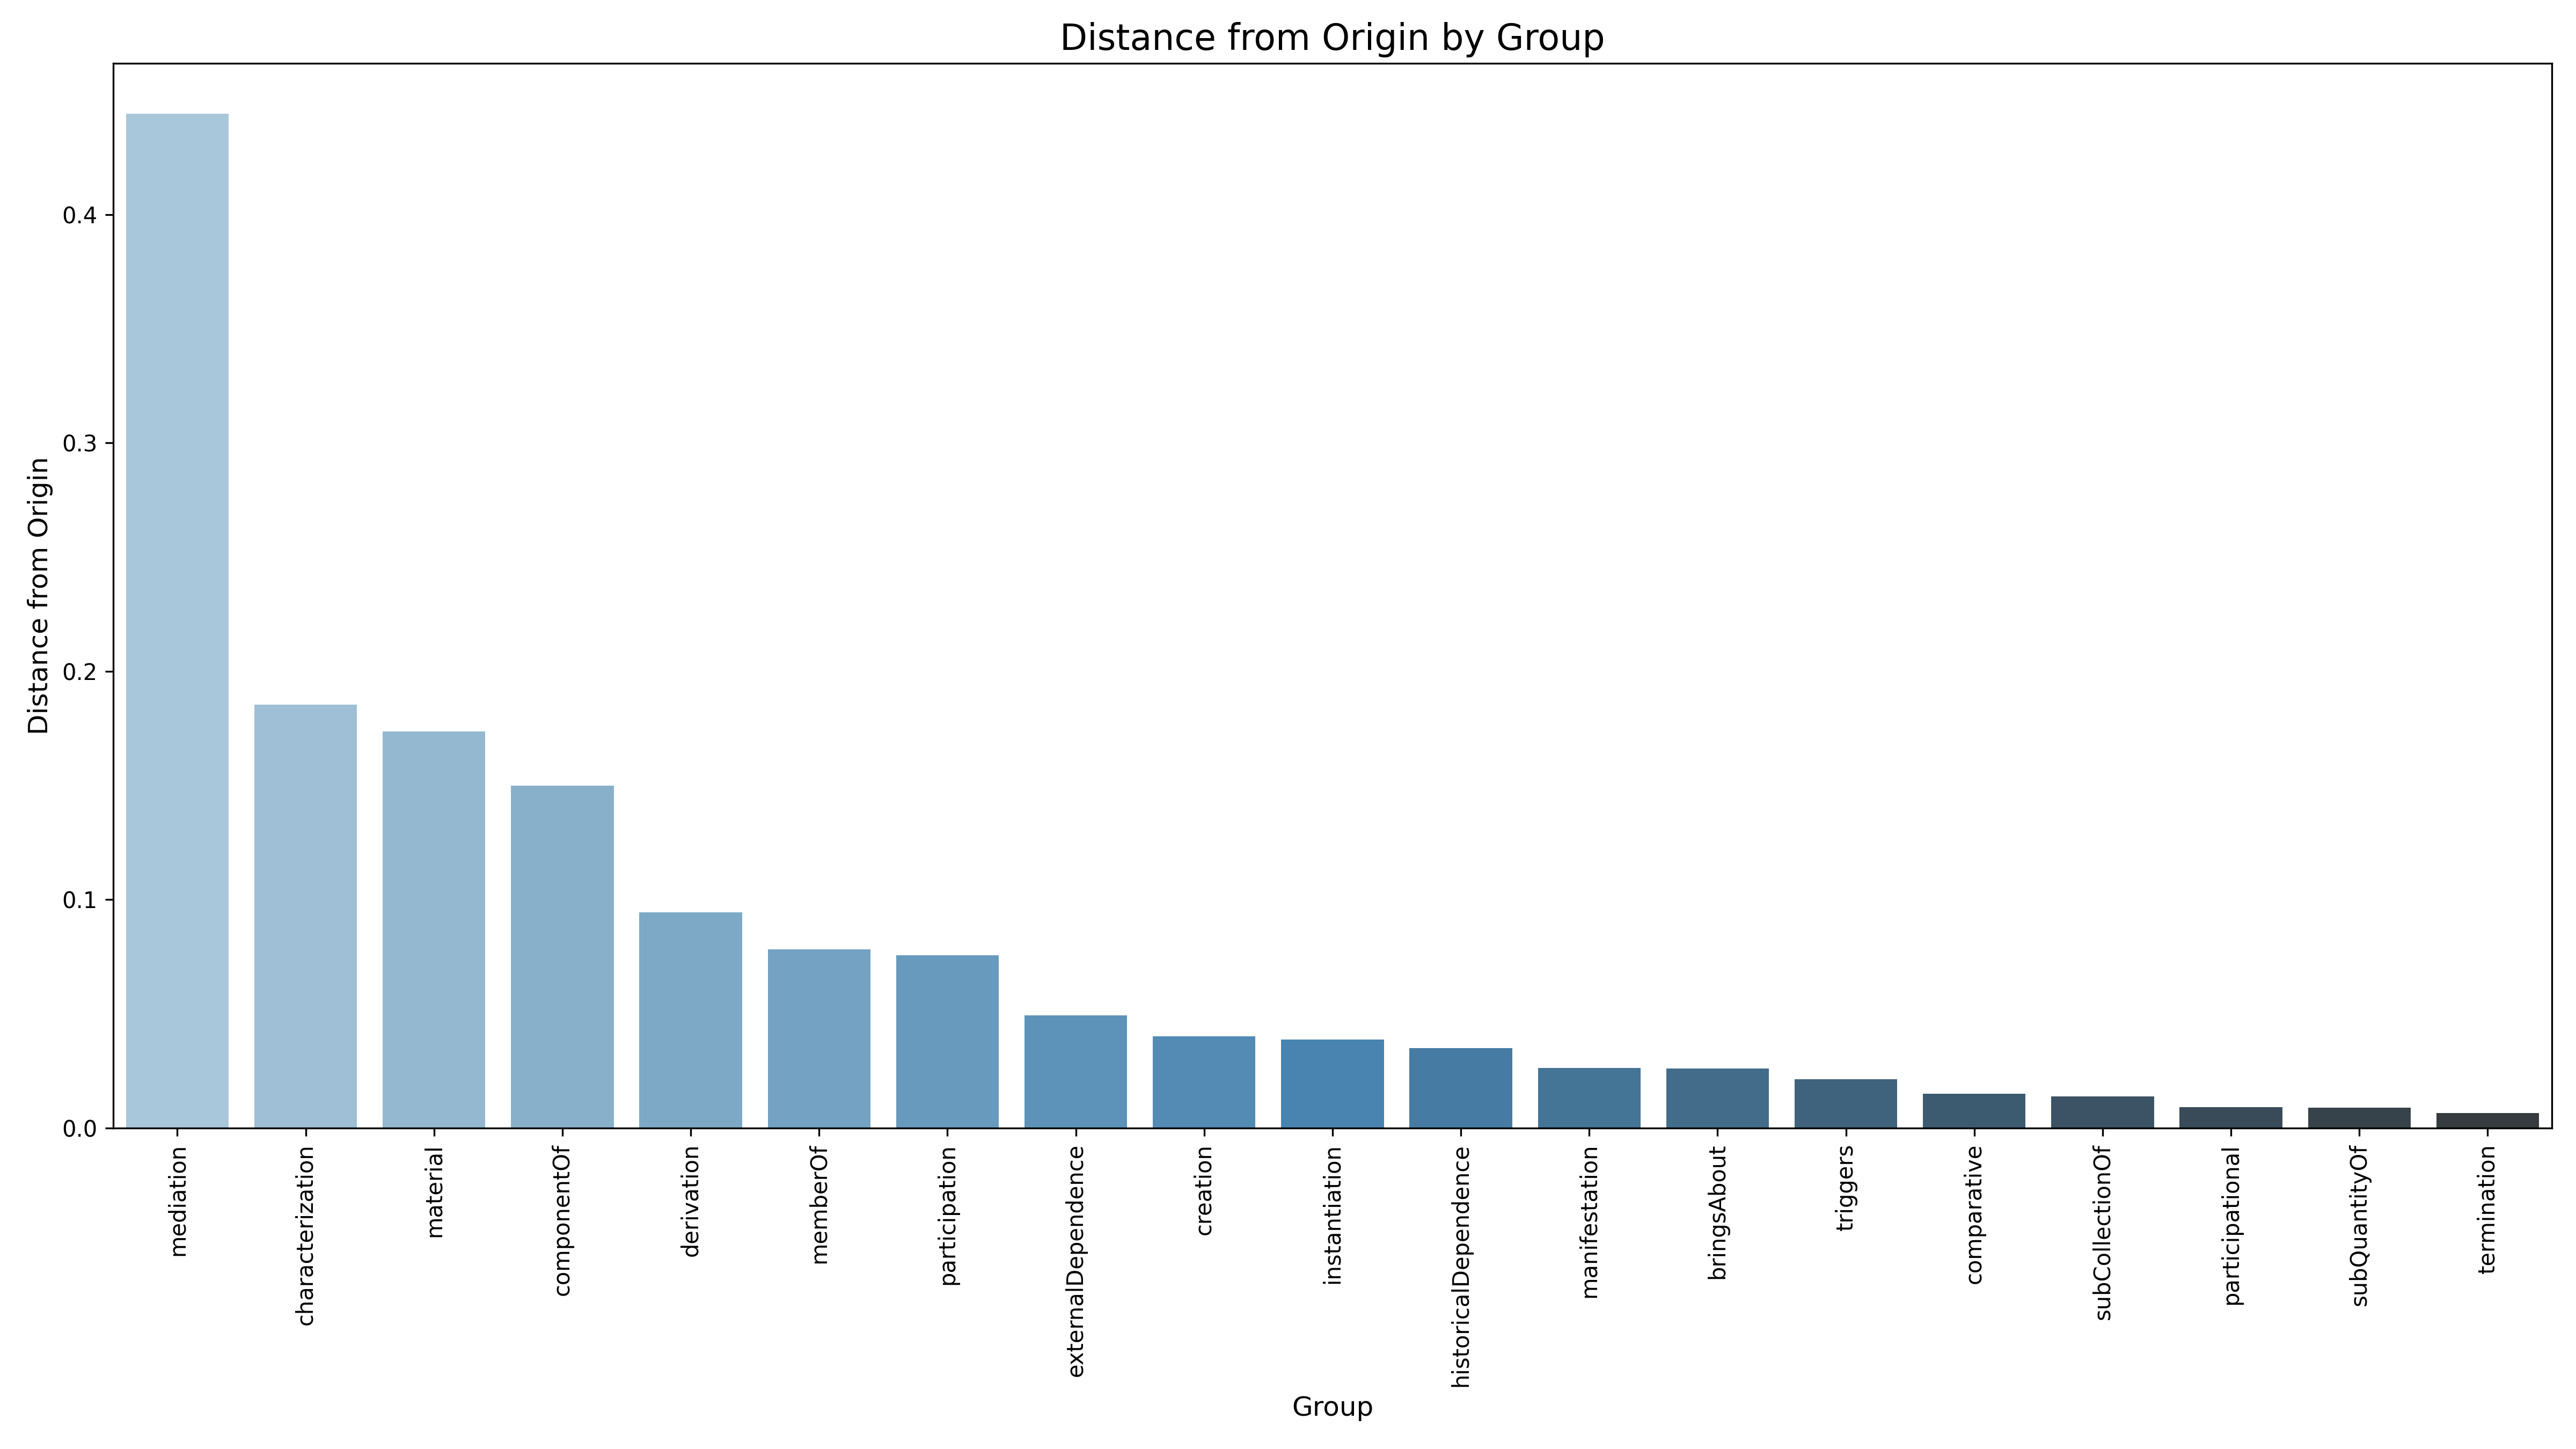 Distance from Origin by Group
Distance from Origin
0.4
0.3
0.2
0.1
0.0
mediation
characterization
material
componentOf
derivation
memberOf
participation
externalDependence
creation
instantiation
historicalDependence
manifestation
bringsAbout
triggers
comparative
subCollectionOf
participational
subQuantityOf
termination
Group